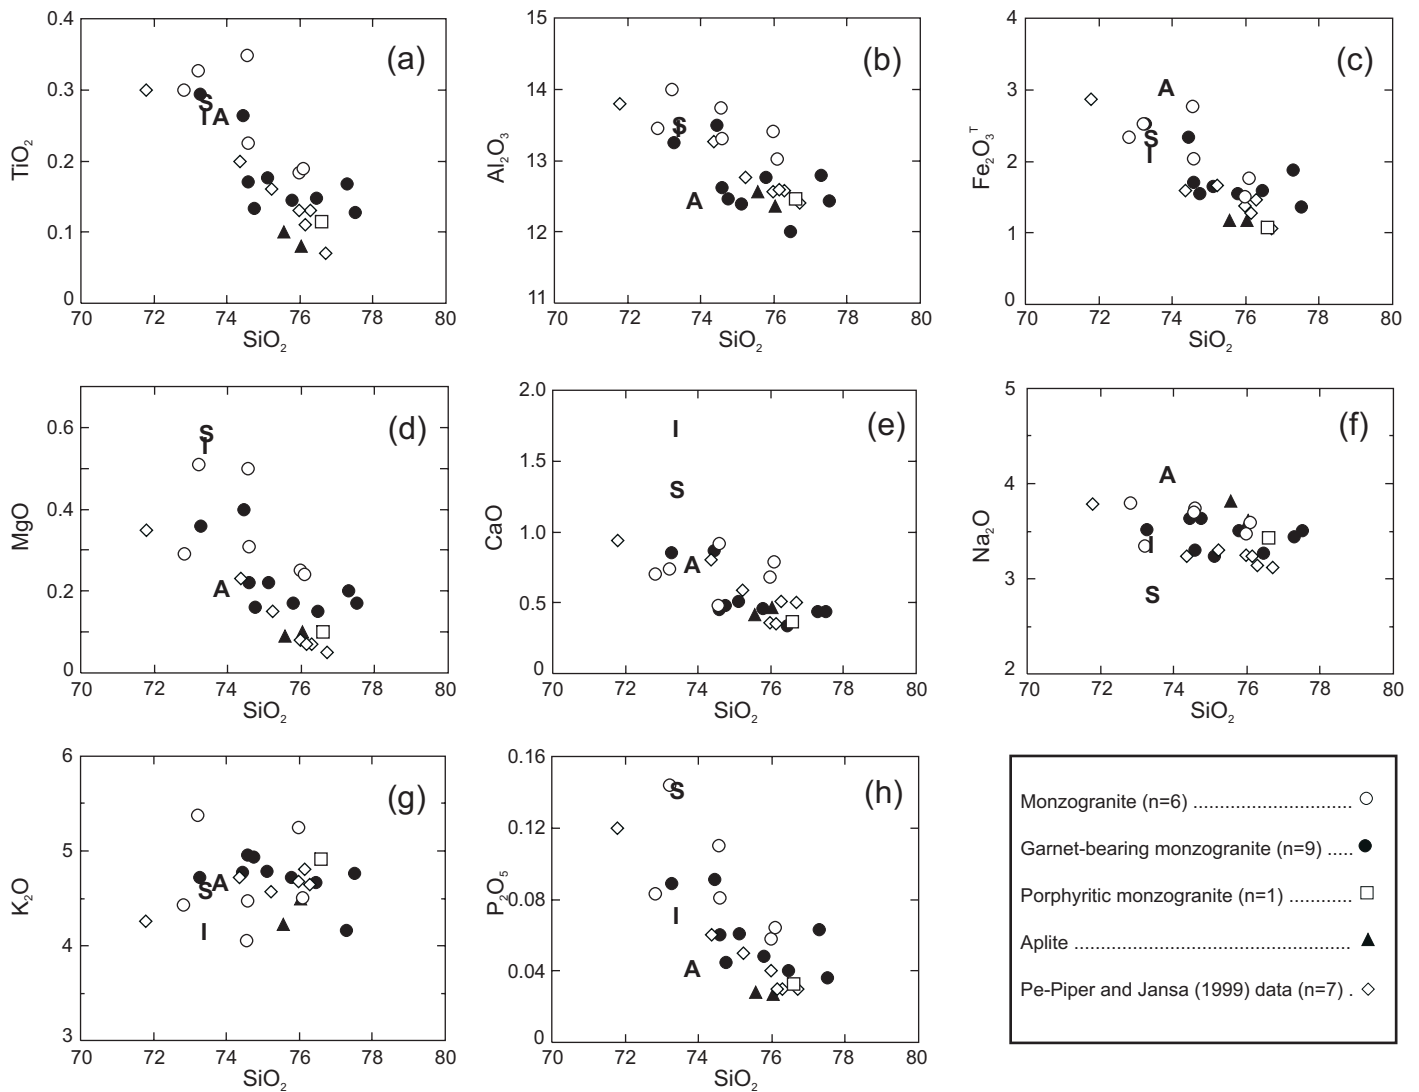 0.4
0.3
0.2
0.1
0
TiO2
(a)
S
I A
72 74 76 78 80
SiO2
15
14
13
12
11
Al2O3
(b)
S
I
A
72 74 76 78 80
SiO2
4
3
2
1
0
Fe2O3T
(c)
A
S
I
70 72 74 76 78 80
SiO2
0.6
0.4
0.2
0
MgO
(d)
S
I
A
70 72 74 76 78 80
SiO2
2.0
1.5
1.0
0.5
0
CaO
(e)
I
S
A
70 72 74 76 78 80
SiO2
5
4
3
2
Na2O
(f)
A
I
S
70 72 74 76 78 80
SiO2
6
5
4
3
K2O
(g)
S A
I
70 72 74 76 78 80
SiO2
0.16
0.12
0.08
0.04
0
P2O5
(h)
S
I
A
70 72 74 76 78 80
SiO2
Monzogranite (n=6) ..............................
Garnet-bearing monzogranite (n=9) .....
Porphyritic monzogranite (n=1) ............
Aplite .....................................................
Pe-Piper and Jansa (1999) data (n=7) .